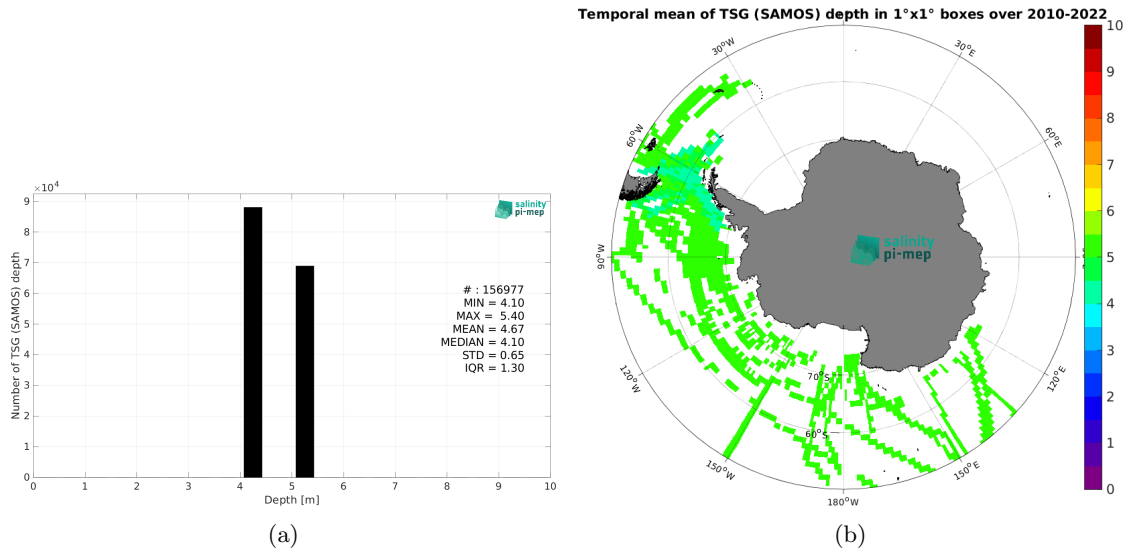 Temporal mean of TSG (SAMOS) depth in 1°x1° boxes over 2010-2022
×10⁴
Number of TSG (SAMOS) depth
9
8
7
6
5
4
3
2
1
0
0 1 2 3 4 5 6 7 8 9 10
Depth [m]
salinity
pi-mep
# : 156977
MIN = 4.10
MAX = 5.40
MEAN = 4.67
MEDIAN = 4.10
STD = 0.65
IQR = 1.30
(a)
30°W
30°E
60°W
60°E
90°W
120°W
120°E
150°W
150°E
180°W
70°S
60°S
salinity
pi-mep
10
9
8
7
6
5
4
3
2
1
0
(b)